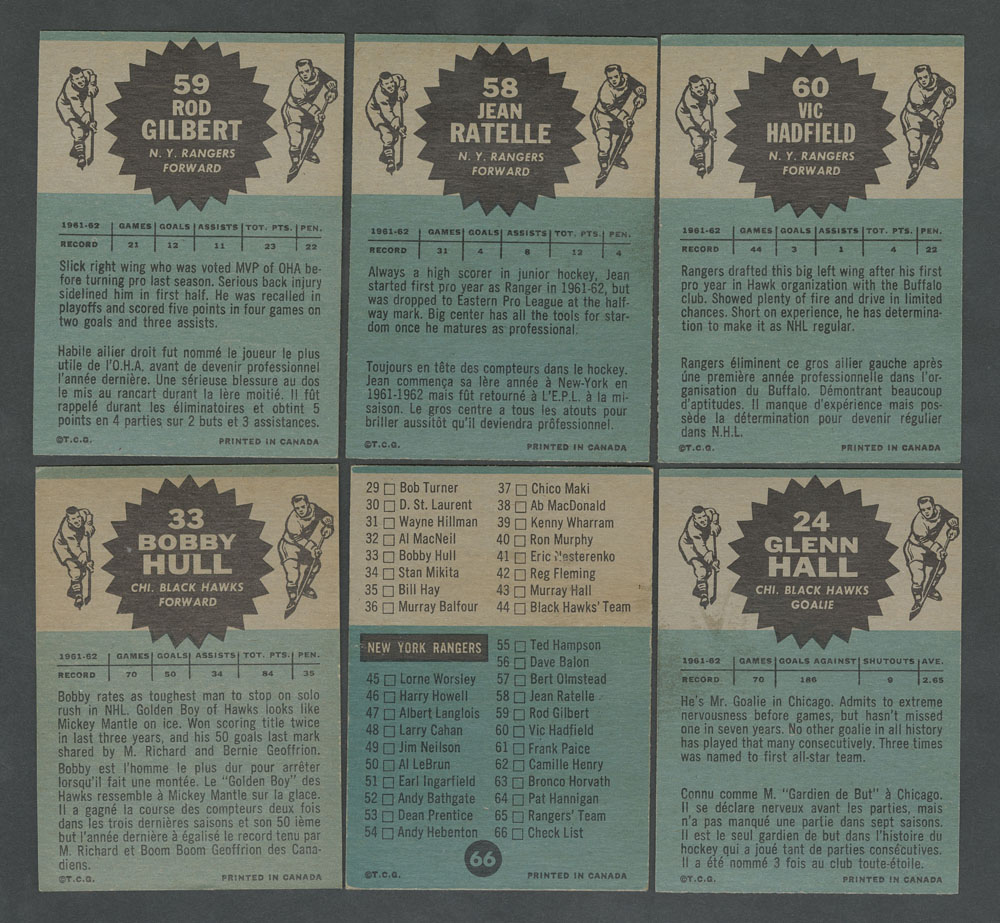 59
ROD
GILBERT
N. Y. RANGERS
FORWARD
1961-62 GAMES GOALS ASSISTS TOT. PTS. PEN.
RECORD 21 12 11 23 22
Slick right wing who was voted MVP of OHA be-
fore turning pro last season. Serious back injury
sidelined him in first half. He was recalled in
playoffs and scored five points in four games on
two goals and three assists.
Habile ailier droit fut nommé le joueur le plus
utile de l'O.H.A. avant de devenir professionnel
l'année dernière. Une sérieuse blessure au dos
le mis au rancart durant la lère moitié. Il fût
rappelé durant les éliminatoires et obtint 5
points en 4 parties sur 2 buts et 3 assistances.
©T.C.G. PRINTED IN CANADA
58
JEAN
RATELLE
N. Y. RANGERS
FORWARD
1961-62 GAMES GOALS ASSISTS TOT. PTS. PEN.
RECORD 31 4 8 12 4
Always a high scorer in junior hockey, Jean
started first pro year as Ranger in 1961-62, but
was dropped to Eastern Pro League at the half-
way mark. Big center has all the tools for star-
dom once he matures as professional.
Toujours en tête des compteurs dans le hockey.
Jean commença sa lère année à New-York en
1961-1962 mais fût retourné à L'E.P.L. à la mi-
saison. Le gros centre a tous les atouts pour
briller aussitôt qu'il deviendra prôfessionnel.
©T.C.G. PRINTED IN CANADA
60
VIC
HADFIELD
N. Y. RANGERS
FORWARD
1961-62 GAMES GOALS ASSISTS TOT. PTS. PEN.
RECORD 44 3 1 4 22
Rangers drafted this big left wing after his first
pro year in Hawk organization with the Buffalo
club. Showed plenty of fire and drive in limited
chances. Short on experience, he has determina-
tion to make it as NHL regular.
Rangers éliminent ce gros allier gauche après
úne première année professionnelle dans l'or-
ganisation du Buffalo. Démontrant beaucoup
d'aptitudes. Il manque d'expérience mais pos-
sède la détermination pour devenir régulier
dans N.H.L.
©T.C.G. PRINTED IN CANADA
33
BOBBY
HULL
CHI. BLACK HAWKS
FORWARD
1961-62 GAMES GOALS ASSISTS TOT. PTS. PEN.
RECORD 70 50 34 84 35
Bobby rates as toughest man to stop on solo
rush in NHL. Golden Boy of Hawks looks like
Mickey Mantle on ice. Won scoring title twice
in last three years, and his 50 goals last mark
shared by M. Richard and Bernie Geoffrion.
Bobby est l'homme le plus dur pour arrêter
lorsqu'il fait une montée. Le "Golden Boy" des
Hawks ressemble à Mickey Mantle sur la glace.
Il a gagné la course des compteurs deux fois
dans les trois dernières saisons et son 50 ième
but l'année dernière à égalisé le record tenu par
M. Richard et Boom Boom Geoffrion des Cana-
diens.
©T.C.G. PRINTED IN CANADA
29 Bob Turner
30 D. St. Laurent
31 Wayne Hillman
32 Al MacNeil
33 Bobby Hull
34 Stan Mikita
35 Bill Hay
36 Murray Balfour
37 Chico Maki
38 Ab MacDonald
39 Kenny Wharram
40 Ron Murphy
41 Eric Nesterenko
42 Reg Fleming
43 Murray Hall
44 Black Hawks' Team
NEW YORK RANGERS
45 Lorne Worsley
46 Harry Howell
47 Albert Langlois
48 Larry Cahan
49 Jim Neilson
50 Al LeBrun
51 Earl Ingarfield
52 Andy Bathgate
53 Dean Prentice
54 Andy Hebenton
55 Ted Hampson
56 Dave Balon
57 Bert Olmstead
58 Jean Ratelle
59 Rod Gilbert
60 Vic Hadfield
61 Frank Paice
62 Camille Henry
63 Bronco Horvath
64 Pat Hannigan
65 Rangers' Team
66 Check List
66
©T.C.G. PRINTED IN CANADA
24
GLENN
HALL
CHI. BLACK HAWKS
GOALIE
1961-62 GAMES GOALS AGAINST SHUTOUTS AVE.
RECORD 70 186 9 2.65
He's Mr. Goalie in Chicago. Admits to extreme
nervousness before games, but hasn't missed
one in seven years. No other goalie in all history
has played that many consecutively. Three times
was named to first all-star team.
Connu comme M. "Gardien de But" à Chicago.
Il se déclare nerveux avant les parties, mais
n'a pas manqué une partie dans sept saisons.
Il est le seul gardien de but dans l'histoire du
hockey qui a joué tant de parties consécutives.
Il a été nommé 3 fois au club toute-étoile.
©T.C.G. PRINTED IN CANADA